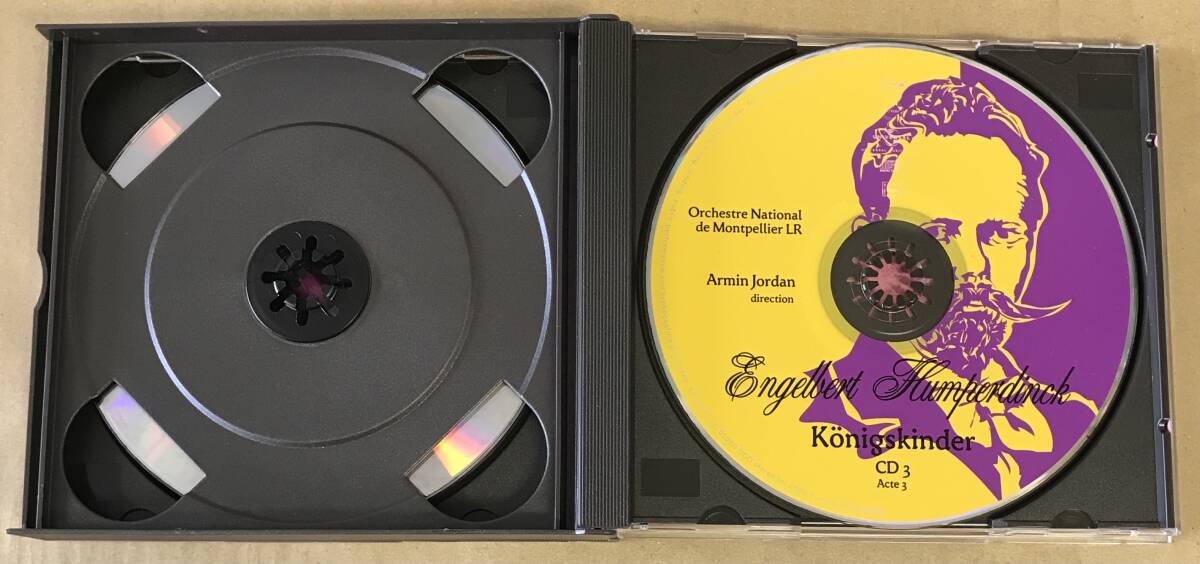 Orchestre National
de Montpellier LR
Armin Jordan
direction
Engelbert Humperdinck
Königskinder
CD 3
Acte 3